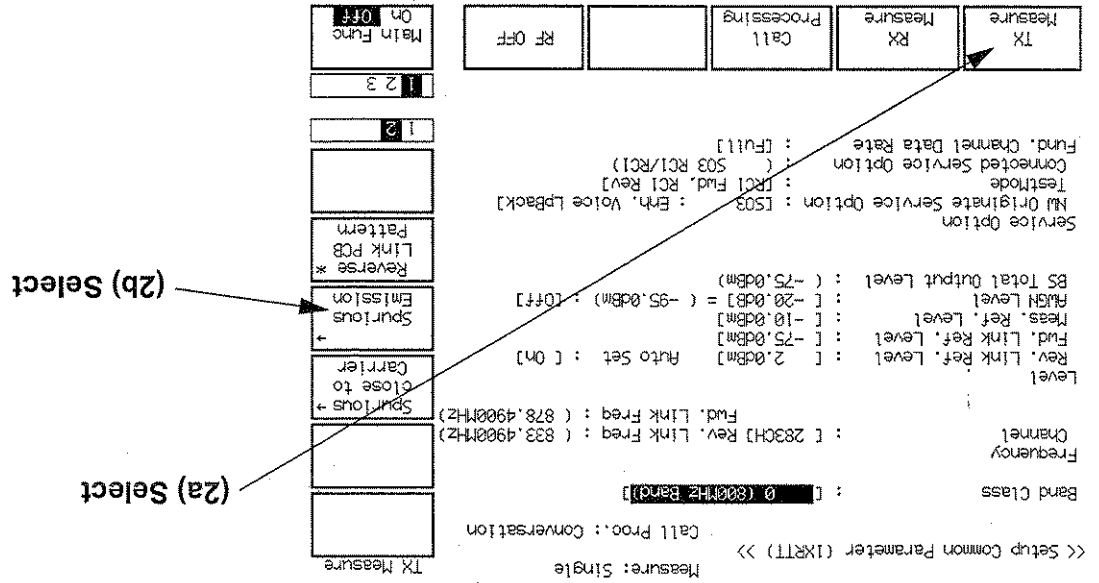 << Setup Common Parameter (1XRTT) >>
Measure: Single
Call Proc.: Conversation
Band Class : [ 0 (800MHz Band)]
Frequency
Channel : [ 283CH] Rev. Link Freq : ( 833.4900MHz)
Fwd. Link Freq : ( 878.4900MHz)
Level
Rev. Link Ref. Level : [ 2.0dBm] Auto Set : [ On]
Fwd. Link Ref. Level : [ -75.0dBm]
Meas. Ref. Level : [ -10.0dBm]
AWGN Level : [ -20.0dB] = ( -95.0dBm) : [Off]
BS Total Output Level : ( -75.0dBm)
Service Option
NW Originate Service Option : [SO3 : Enh. Voice LpBack]
TestMode : [RC1 Fwd. RC1 Rev]
Connected Service Option : ( SO3 RC1/RC1)
Fund. Channel Data Rate : [Full]
TX Measure
(2a) Select
Spurious →
Close to
Carrier
→
Spurious
Emission
(2b) Select
Reverse *
Link PCB
Pattern
1 2
1 2 3
TX
Measure
RX
Measure
Call
Processing
RF OFF
Main Func
On Off